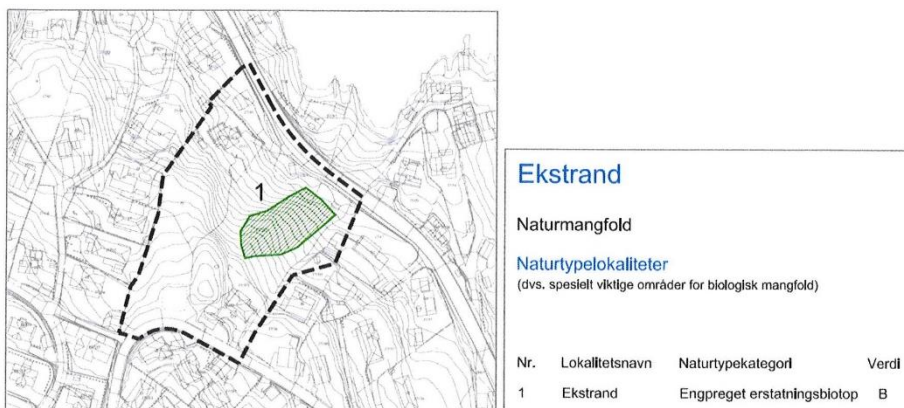 1
Ekstrand
Naturmangfold
Naturtypelokaliteter
(dvs. spesielt viktige områder for biologisk mangfold)
Nr. Lokalitetsnavn Naturtypekategori Verdi
1 Ekstrand Engpreget erstatningsbiotop B